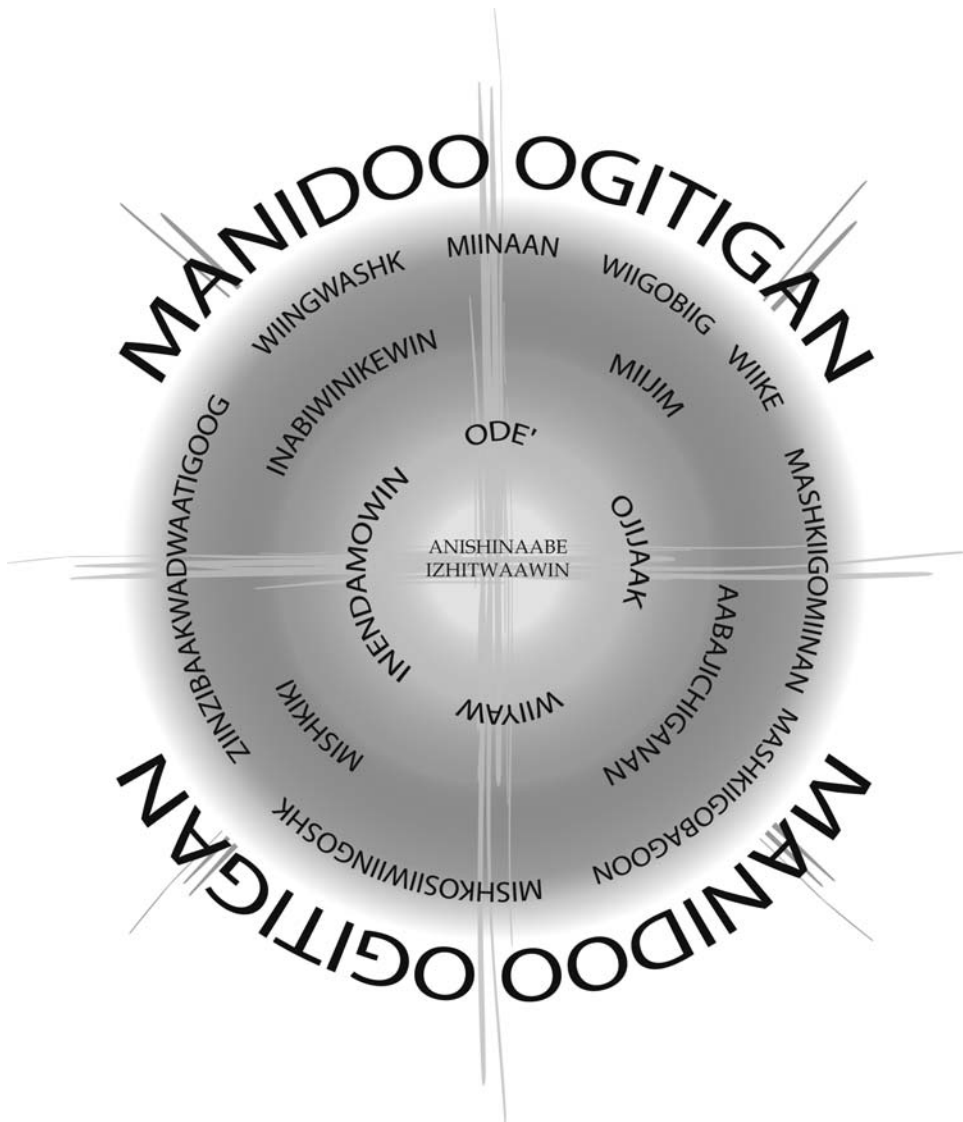 MANIDOO OGITIGAN
MIINAAN
WIIGOBIIG
WIIKE
MASHKIIGOMIINAN
MASHKIIGOBAGOON
MISHKOSIIWIINGOSHK
ZIINZIBAAKWADWAATIGOOG
WIINGWASHK
INABIWINIKEWIN
MIIJIM
AABAJICHIGANAN
MISHKIKI
ODE'
OJIJAAK
WIIYAW
INENDAMOWIN
ANISHINAABE
IZHITWAAWIN
MANIDOO OGITIGAN